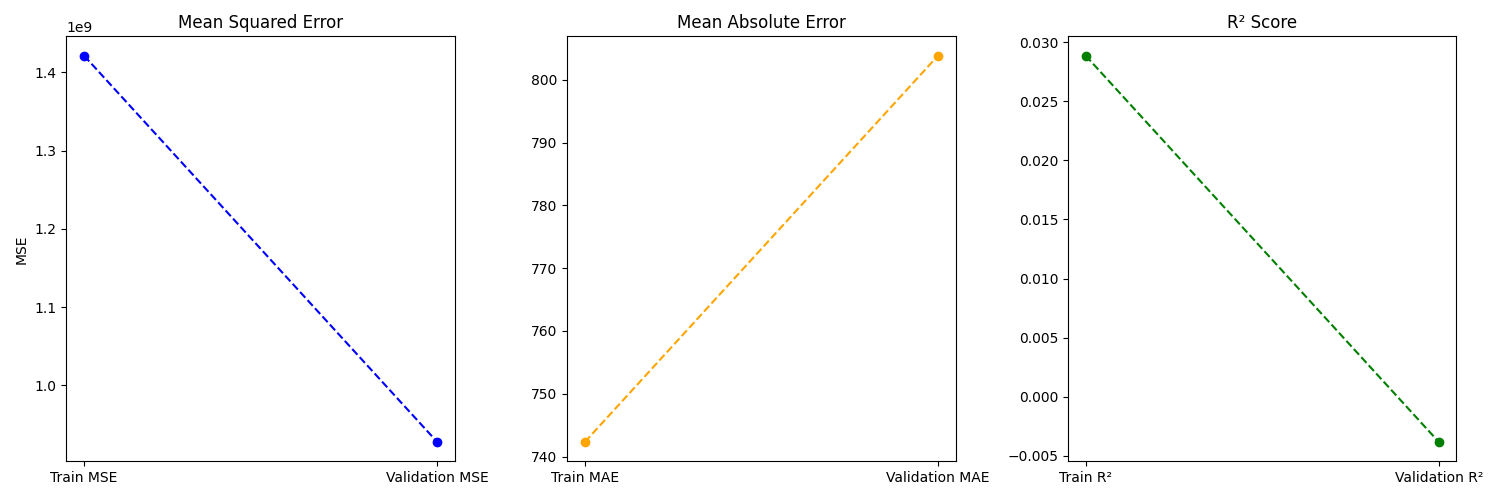 Mean Squared Error
1e9
1.4
1.3
1.2
1.1
1.0
MSE
Train MSE
Validation MSE
Mean Absolute Error
800
790
780
770
760
750
740
Train MAE
Validation MAE
R² Score
0.030
0.025
0.020
0.015
0.010
0.005
0.000
−0.005
Train R²
Validation R²